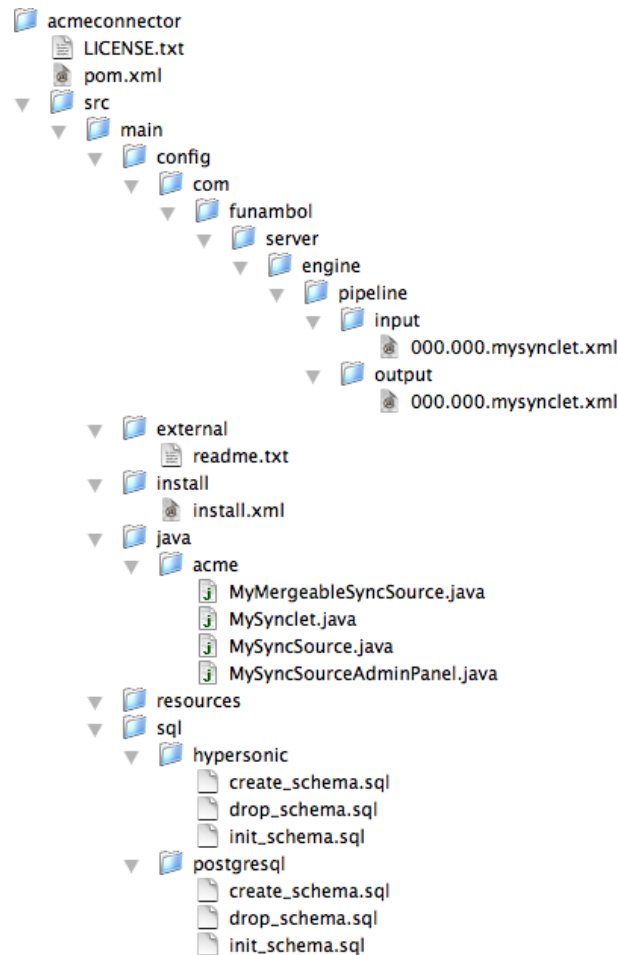 acmeconnector
LICENSE.txt
pom.xml
src
main
config
com
funambol
server
engine
pipeline
input
000.000.mysynclet.xml
output
000.000.mysynclet.xml
external
readme.txt
install
install.xml
java
acme
MyMergeableSyncSource.java
MySynclet.java
MySyncSource.java
MySyncSourceAdminPanel.java
resources
sql
hypersonic
create_schema.sql
drop_schema.sql
init_schema.sql
postgresql
create_schema.sql
drop_schema.sql
init_schema.sql